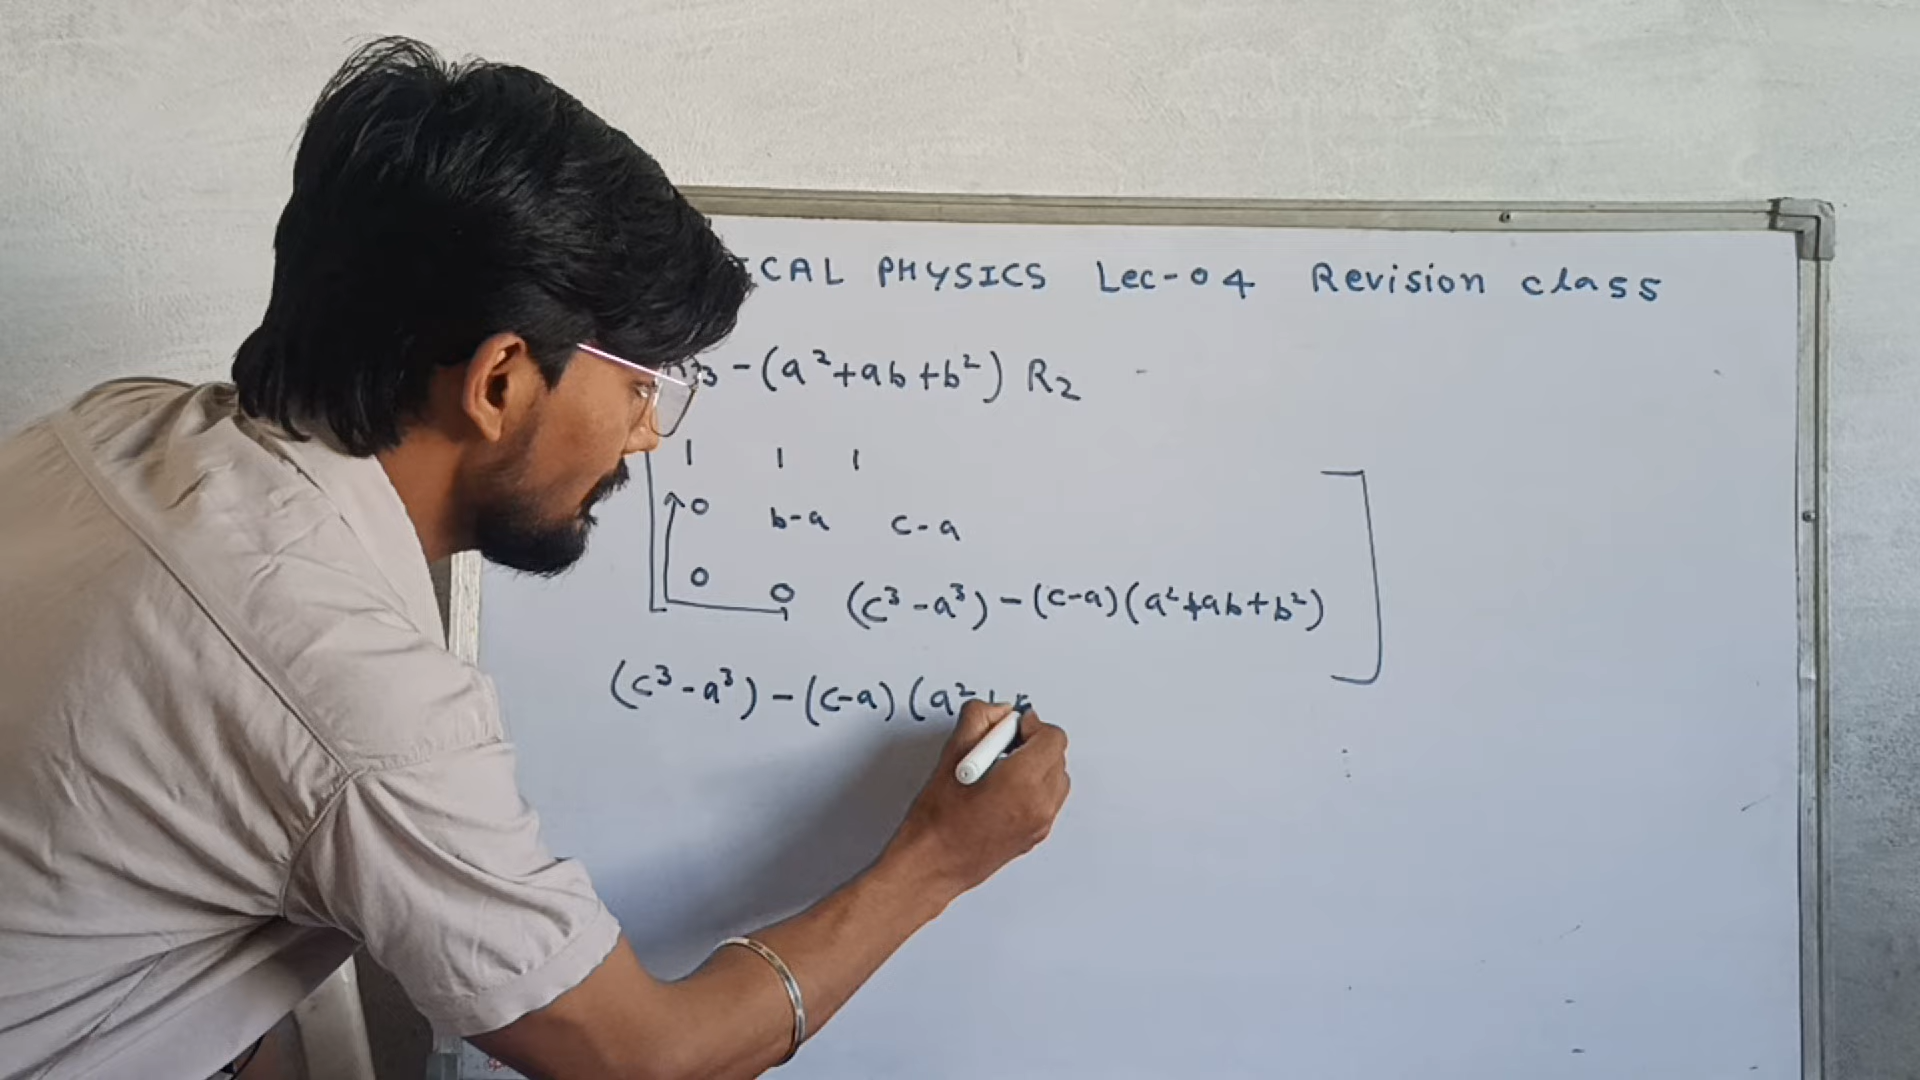 ICAL PHYSICS Lec-04 Revision class
-(a²+ab+b²) R₂
1 1 1
0 b-a c-a
0 0 (c³-a³)-(c-a)(a²+ab+b²)
(c³-a³)-(c-a)(a²+